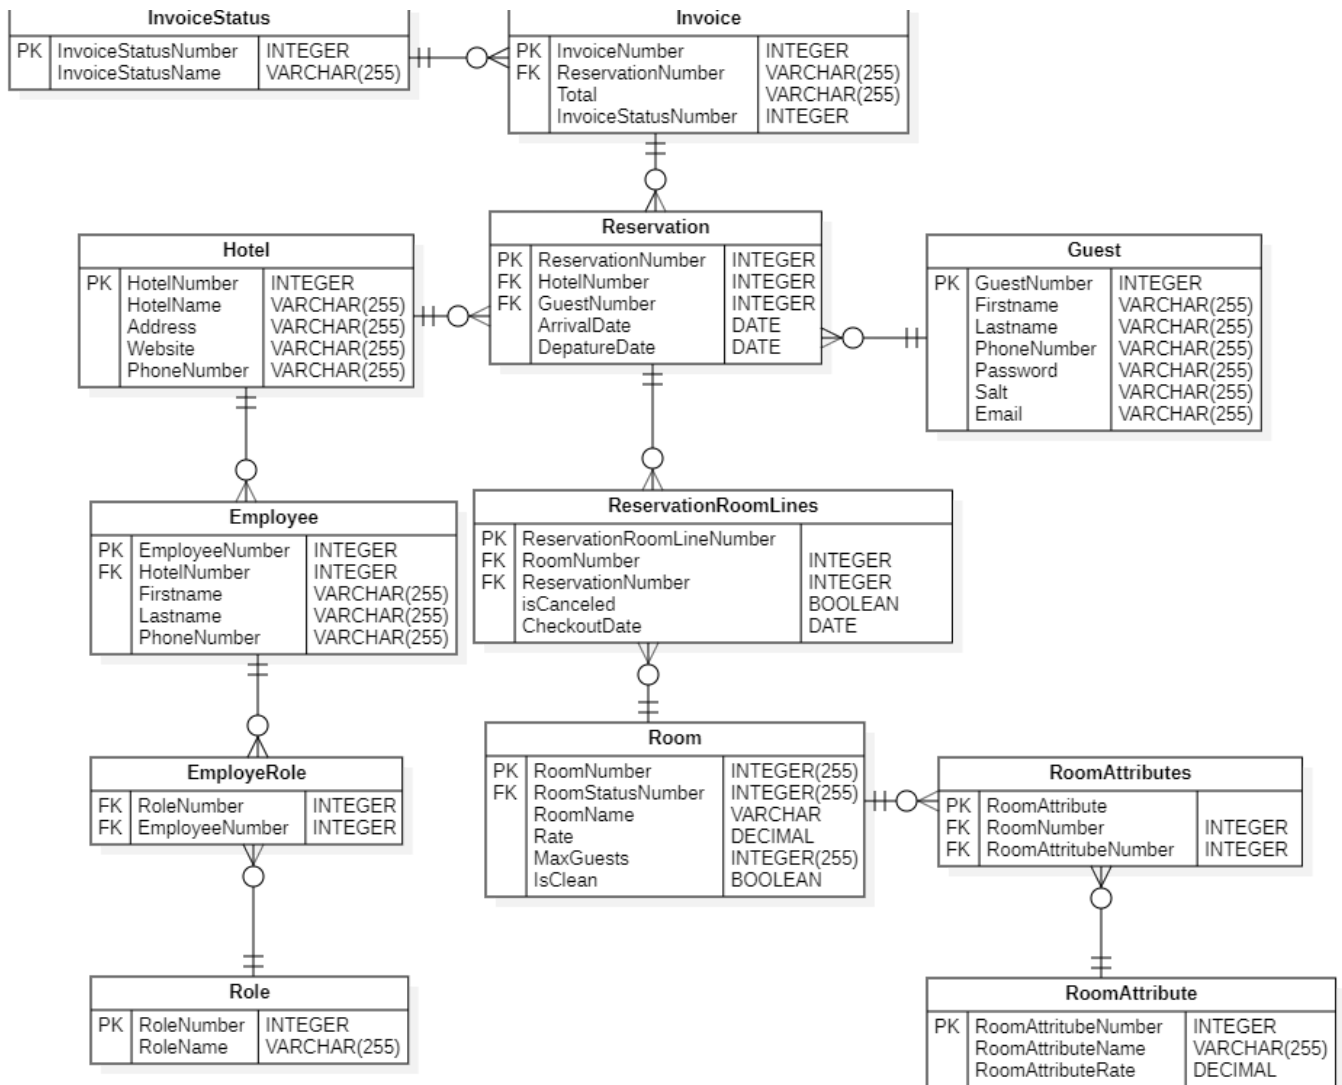 InvoiceStatus
PK InvoiceStatusNumber INTEGER
InvoiceStatusName VARCHAR(255)
Invoice
PK InvoiceNumber INTEGER
FK ReservationNumber VARCHAR(255)
Total VARCHAR(255)
InvoiceStatusNumber INTEGER
Hotel
PK HotelNumber INTEGER
HotelName VARCHAR(255)
Address VARCHAR(255)
Website VARCHAR(255)
PhoneNumber VARCHAR(255)
Reservation
PK ReservationNumber INTEGER
FK HotelNumber INTEGER
FK GuestNumber INTEGER
ArrivalDate DATE
DepatureDate DATE
Guest
PK GuestNumber INTEGER
Firstname VARCHAR(255)
Lastname VARCHAR(255)
PhoneNumber VARCHAR(255)
Password VARCHAR(255)
Salt VARCHAR(255)
Email VARCHAR(255)
Employee
PK EmployeeNumber INTEGER
FK HotelNumber INTEGER
Firstname VARCHAR(255)
Lastname VARCHAR(255)
PhoneNumber VARCHAR(255)
ReservationRoomLines
PK ReservationRoomLineNumber
FK RoomNumber INTEGER
FK ReservationNumber INTEGER
isCanceled BOOLEAN
CheckoutDate DATE
EmployeRole
FK RoleNumber INTEGER
FK EmployeeNumber INTEGER
Room
PK RoomNumber INTEGER(255)
FK RoomStatusNumber INTEGER(255)
RoomName VARCHAR
Rate DECIMAL
MaxGuests INTEGER(255)
IsClean BOOLEAN
RoomAttributes
PK RoomAttribute
FK RoomNumber INTEGER
FK RoomAttritubeNumber INTEGER
Role
PK RoleNumber INTEGER
RoleName VARCHAR(255)
RoomAttribute
PK RoomAttritubeNumber INTEGER
RoomAttributeName VARCHAR(255)
RoomAttributeRate DECIMAL